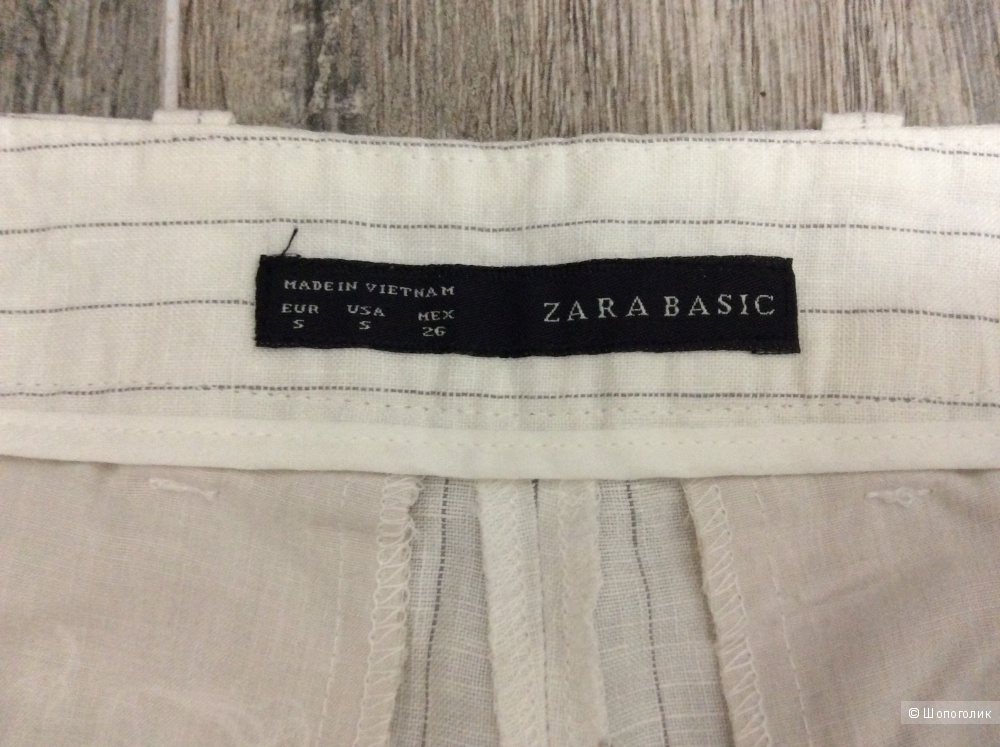 MADE IN VIETNAM
EUR USA MEX
S S 26
ZARA BASIC
© Шопоголик